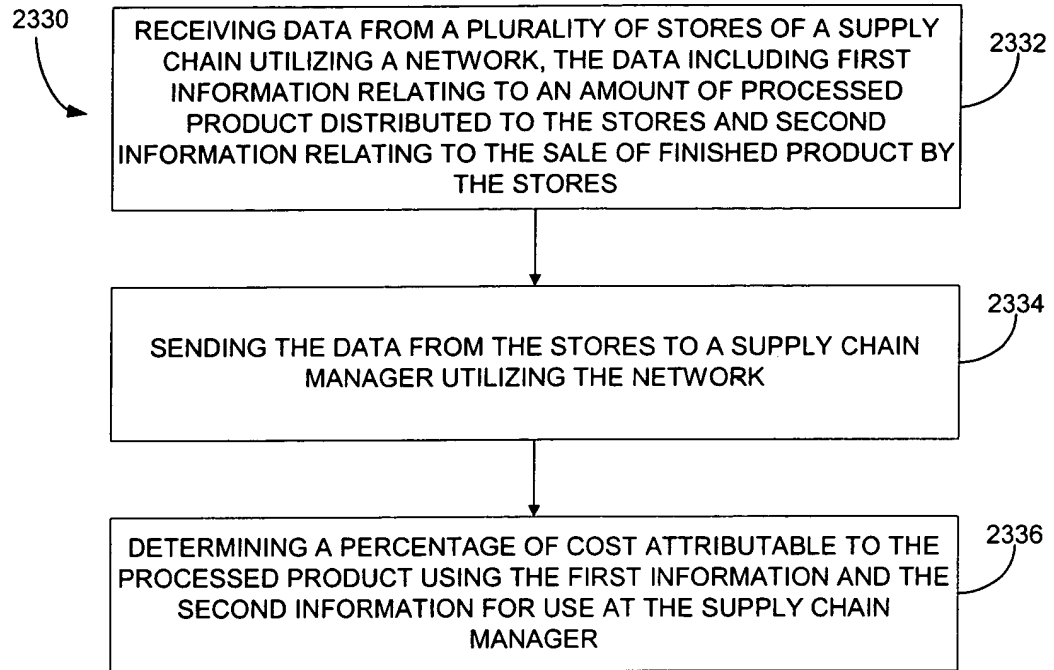 2330
RECEIVING DATA FROM A PLURALITY OF STORES OF A SUPPLY
CHAIN UTILIZING A NETWORK, THE DATA INCLUDING FIRST
INFORMATION RELATING TO AN AMOUNT OF PROCESSED
PRODUCT DISTRIBUTED TO THE STORES AND SECOND
INFORMATION RELATING TO THE SALE OF FINISHED PRODUCT BY
THE STORES
2332
SENDING THE DATA FROM THE STORES TO A SUPPLY CHAIN
MANAGER UTILIZING THE NETWORK
2334
DETERMINING A PERCENTAGE OF COST ATTRIBUTABLE TO THE
PROCESSED PRODUCT USING THE FIRST INFORMATION AND THE
SECOND INFORMATION FOR USE AT THE SUPPLY CHAIN
MANAGER
2336